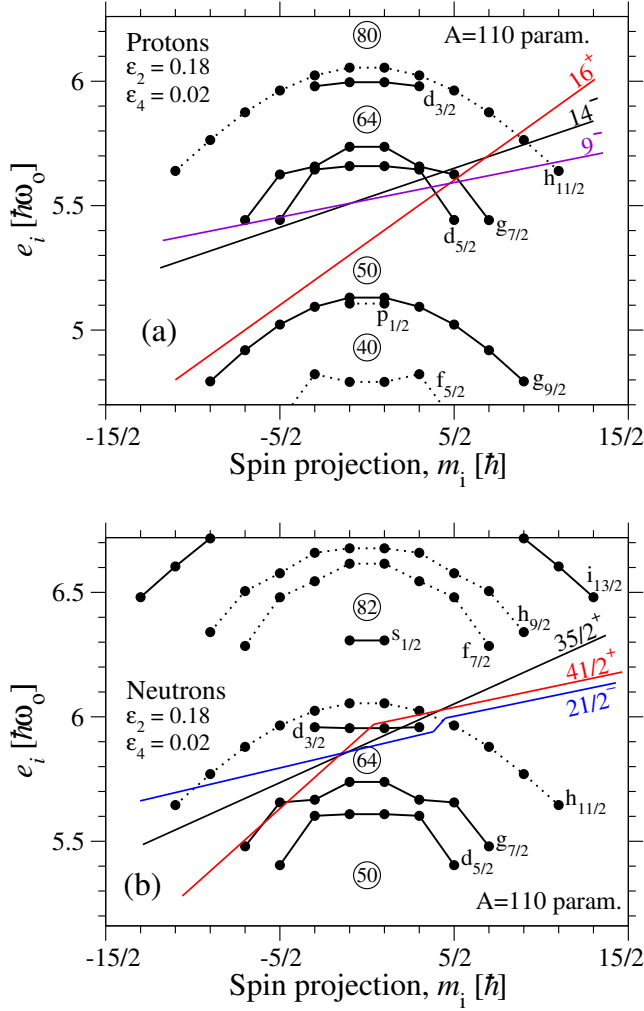 80
Protons
A=110 param.
ε2 = 0.18
ε4 = 0.02
16+
6
d3/2
14-
64
9-
h11/2
5.5
ei [ħωo]
d5/2
g7/2
50
p1/2
(a)
5
40
f5/2
g9/2
-15/2
-5/2
5/2
15/2
Spin projection, mi [ħ]
i13/2
6.5
82
h9/2
s1/2
35/2+
f7/2
41/2+
Neutrons
21/2-
ε2 = 0.18
ε4 = 0.02
6
d3/2
ei [ħωo]
64
h11/2
5.5
g7/2
d5/2
(b)
50
A=110 param.
-15/2
-5/2
5/2
15/2
Spin projection, mi [ħ]